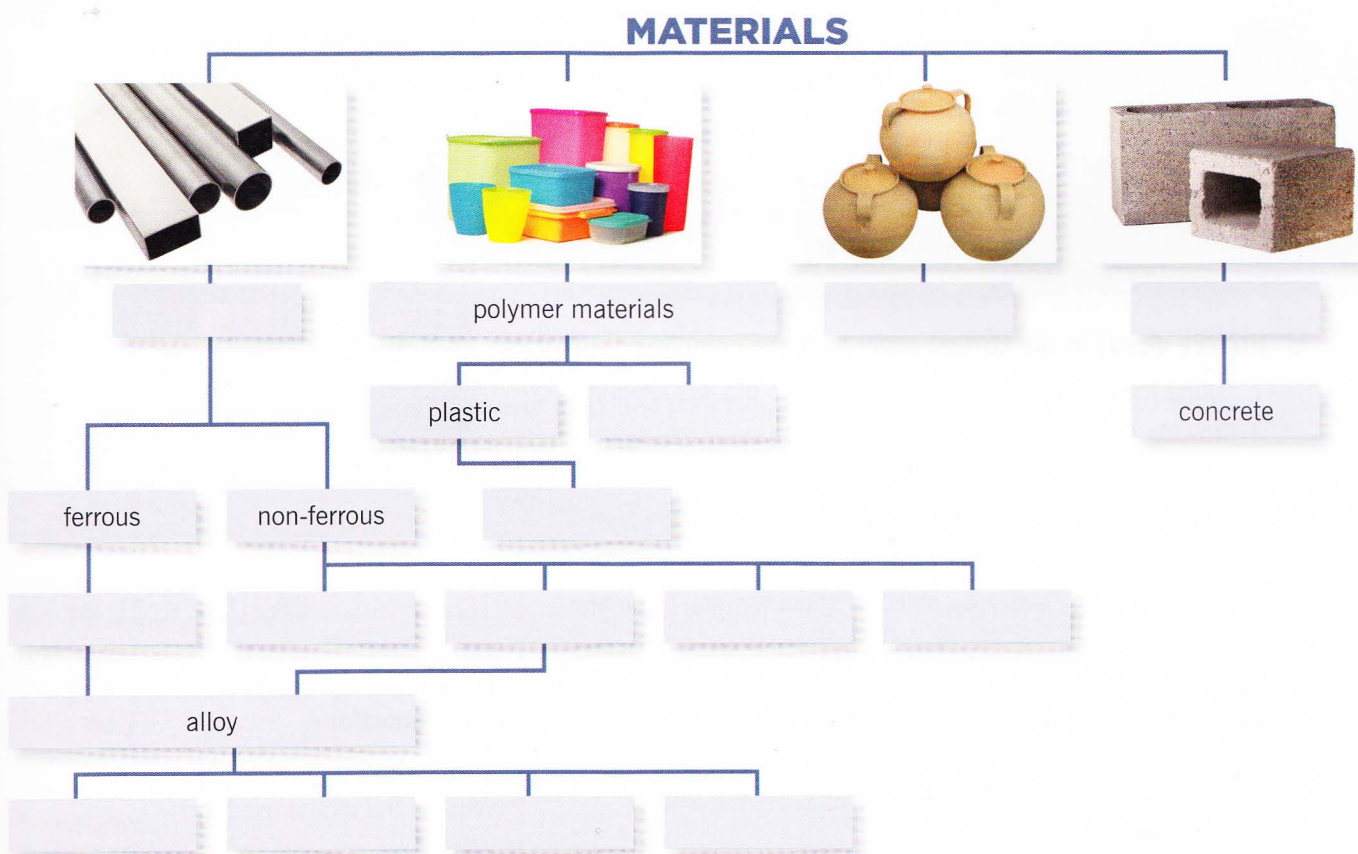 MATERIALS
polymer materials
plastic
concrete
ferrous
non-ferrous
alloy